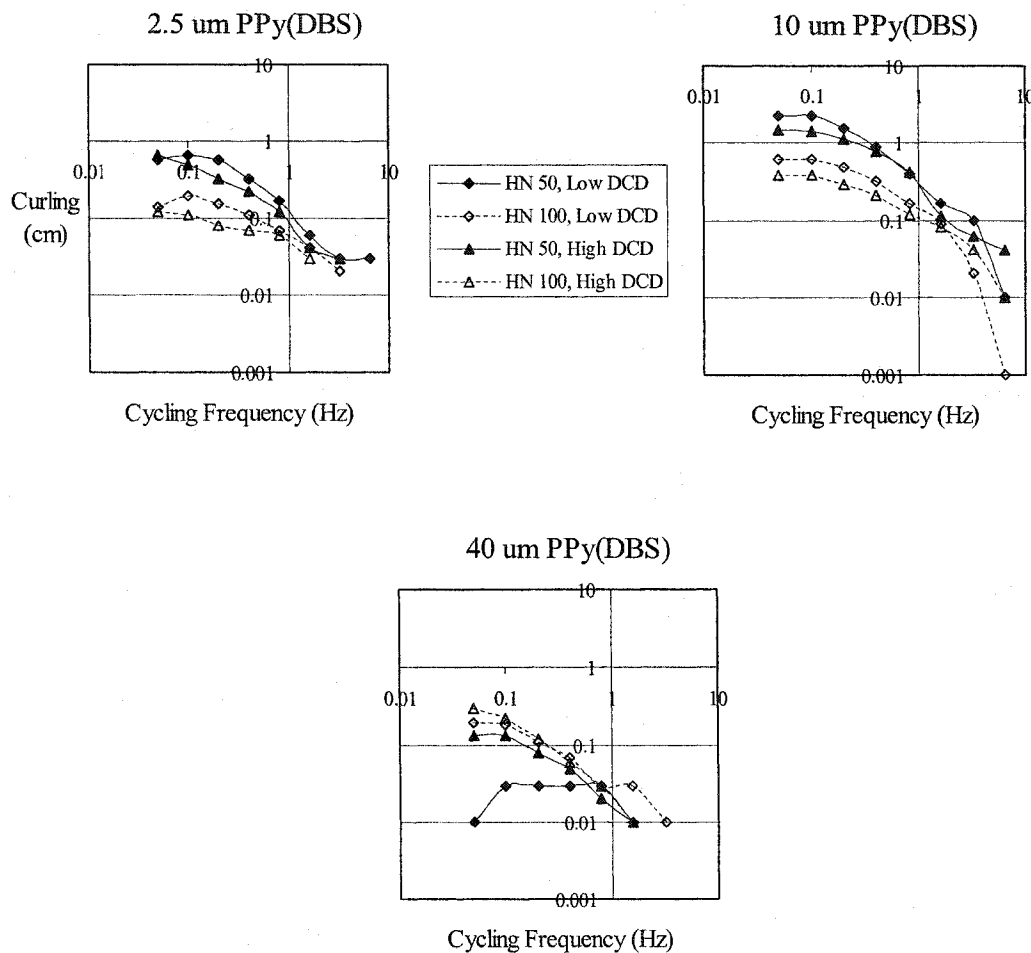 2.5 um PPy(DBS)
10
1
0.01
0.1
1
10
0.1
0.01
0.001
Curling
(cm)
Cycling Frequency (Hz)
HN 50, Low DCD
HN 100, Low DCD
HN 50, High DCD
HN 100, High DCD
10 um PPy(DBS)
10
0.01
0.1
1
10
1
0.1
0.01
0.001
Cycling Frequency (Hz)
40 um PPy(DBS)
10
1
0.01
0.1
1
10
0.1
0.01
0.001
Cycling Frequency (Hz)